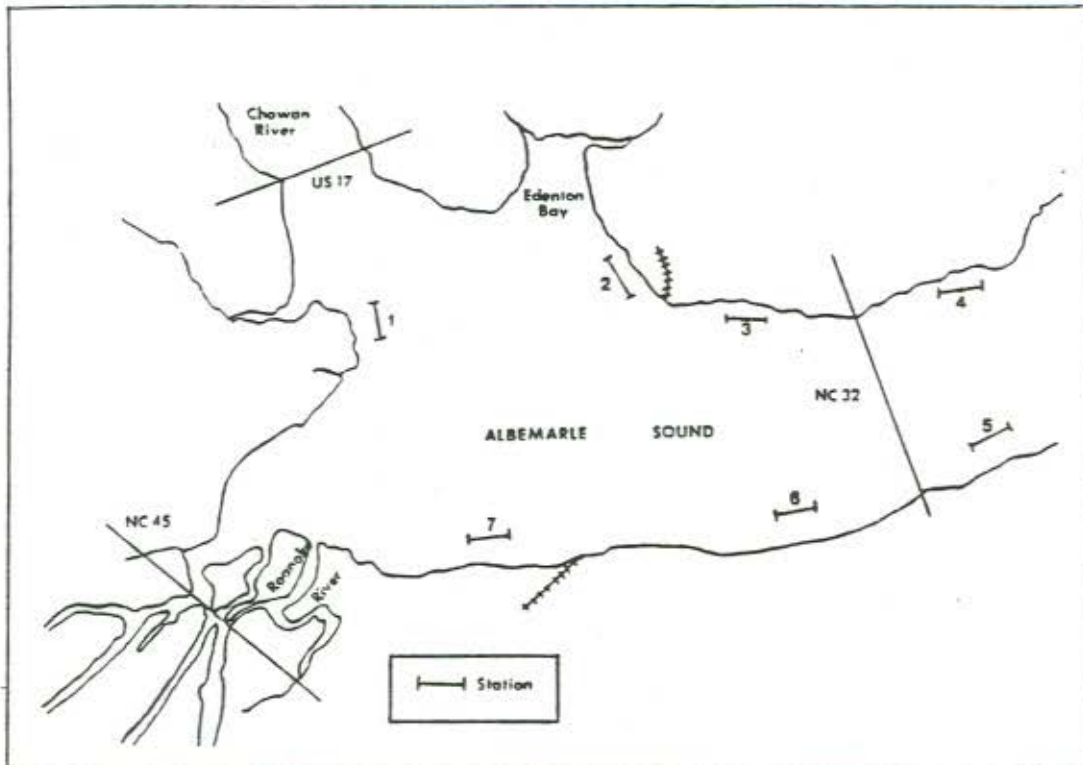 Chowan
River
US 17
Edenton
Bay
2
1
3
4
NC 32
ALBEMARLE SOUND
5
6
7
NC 45
Roanoke
River
Station